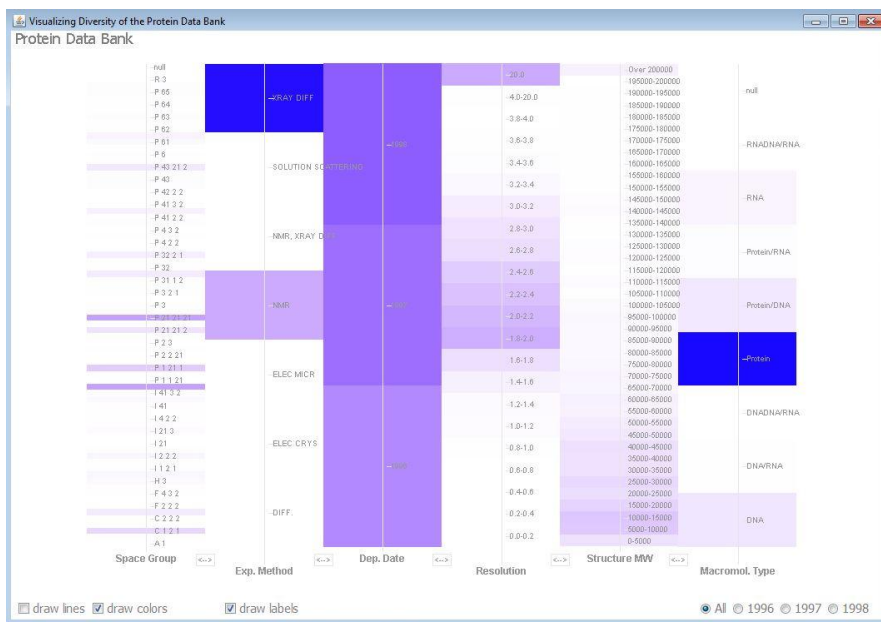 Visualizing Diversity of the Protein Data Bank
Protein Data Bank
null
R 3
P 65
P 64
P 63
P 62
P 61
P 6
P 43 21 2
P 43
P 42 2 2
P 41 3 2
P 41 2 2
P 4 3 2
P 4 2 2
P 32 2 1
P 32
P 31 1 2
P 3 2 1
P 3
P 21 21 21
P 21 21 2
P 2 3
P 2 2 21
P 1 21 1
P 1 1 21
I 41 3 2
I 41
I 4 2 2
I 21 3
I 21
I 2 2 2
I 1 2 1
H 3
F 4 3 2
F 2 2 2
C 2 2 2
C 1 2 1
A 1
Space Group
<-->
XRAY DIFF
SOLUTION SCATTERING
NMR, XRAY DIFF
NMR
ELEC MICR
ELEC CRYS
DIFF.
Exp. Method
<-->
Dep. Date
<-->
20.0
4.0-20.0
3.8-4.0
3.6-3.8
3.4-3.6
3.2-3.4
3.0-3.2
2.8-3.0
2.6-2.8
2.4-2.6
2.2-2.4
2.0-2.2
1.8-2.0
1.6-1.8
1.4-1.6
1.2-1.4
1.0-1.2
0.8-1.0
0.6-0.8
0.4-0.6
0.2-0.4
0.0-0.2
Resolution
<-->
Over 200000
195000-200000
190000-195000
185000-190000
180000-185000
175000-180000
170000-175000
165000-170000
160000-165000
155000-160000
150000-155000
145000-150000
140000-145000
135000-140000
130000-135000
125000-130000
120000-125000
115000-120000
110000-115000
105000-110000
100000-105000
95000-100000
90000-95000
85000-90000
80000-85000
75000-80000
70000-75000
65000-70000
60000-65000
55000-60000
50000-55000
45000-50000
40000-45000
35000-40000
30000-35000
25000-30000
20000-25000
15000-20000
10000-15000
5000-10000
0-5000
Structure MW
<-->
null
RNADNA/RNA
RNA
Protein/RNA
Protein/DNA
Protein
DNADNA/RNA
DNA/RNA
DNA
Macromol. Type
draw lines
draw colors
draw labels
All
1996
1997
1998